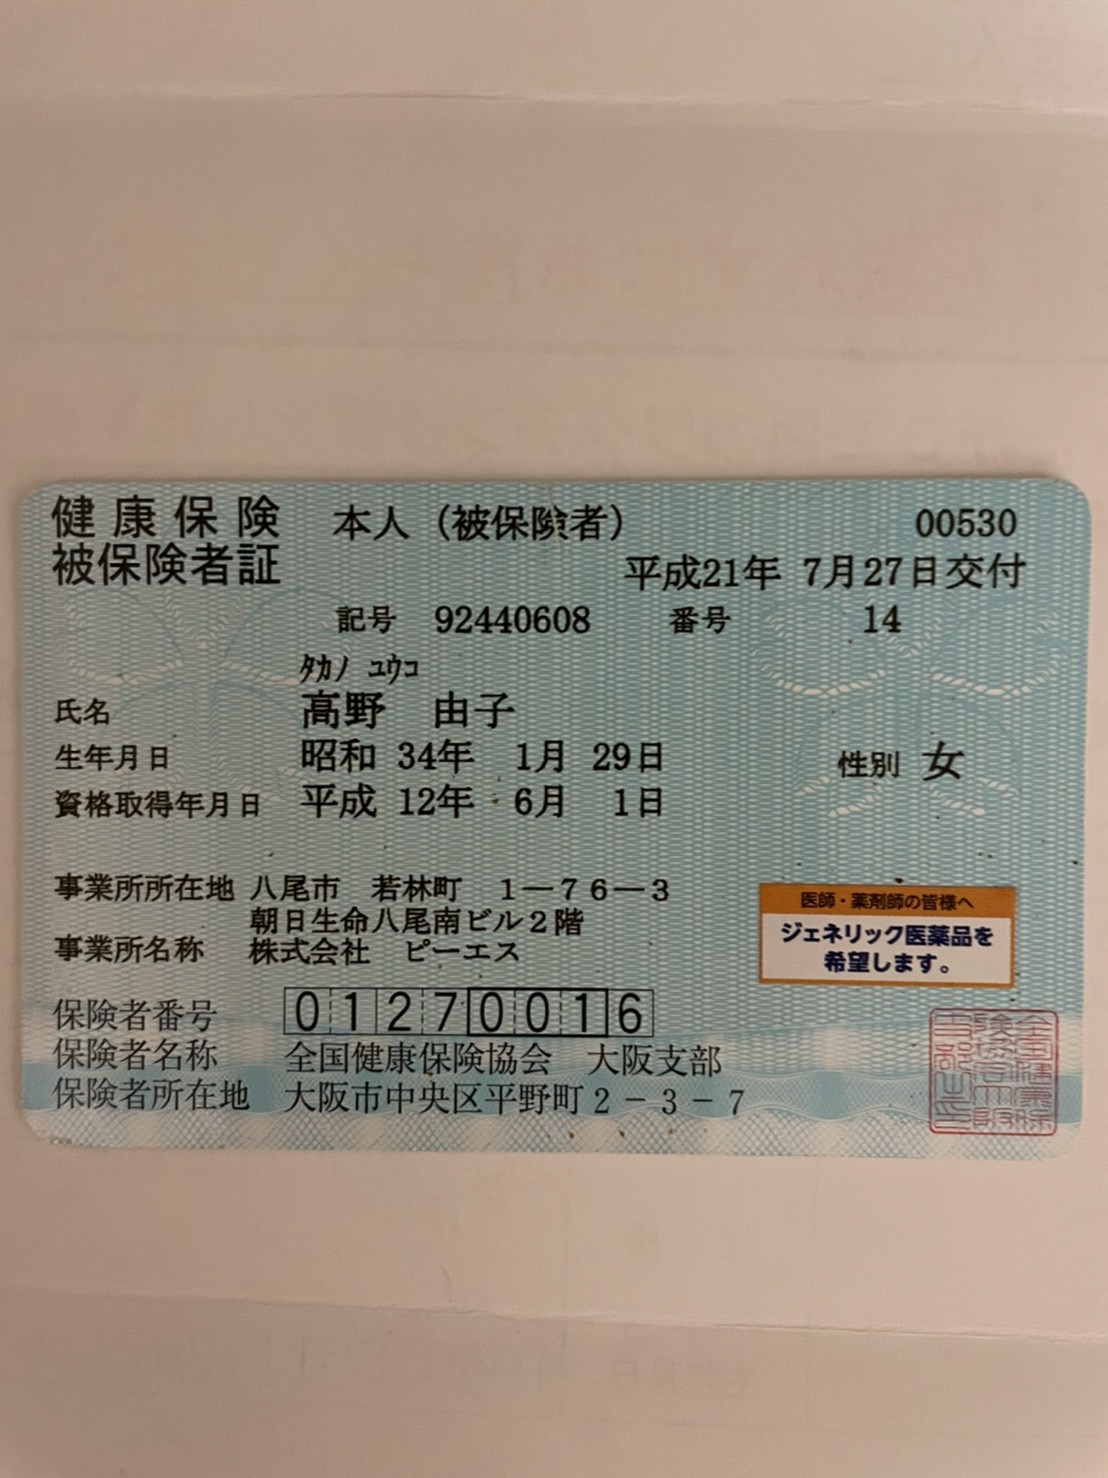 健康保険 本人（被保険者） 00530
被保険者証 平成21年 7月27日交付
記号 92440608 番号 14
ﾀｶﾉ ﾕｳｺ
氏名 髙野 由子
生年月日 昭和 34年 1月 29日 性別 女
資格取得年月日 平成 12年 6月 1日
事業所所在地 八尾市 若林町 １－７６－３
朝日生命八尾南ビル２階
事業所名称 株式会社 ピーエス
医師・薬剤師の皆様へ
ジェネリック医薬品を
希望します。
保険者番号 01270016
保険者名称 全国健康保険協会 大阪支部
保険者所在地 大阪市中央区平野町２－３－７